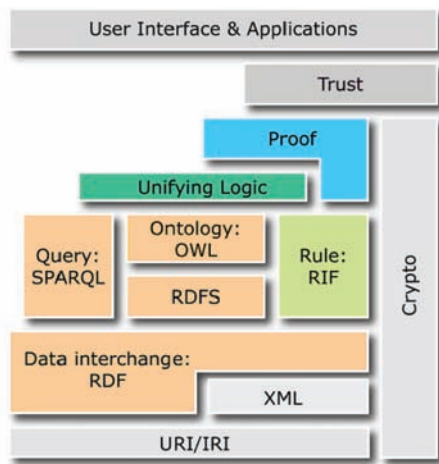 User Interface & Applications
Trust
Proof
Unifying Logic
Query:
SPARQL
Ontology:
OWL
RDFS
Rule:
RIF
Crypto
Data interchange:
RDF
XML
URI/IRI